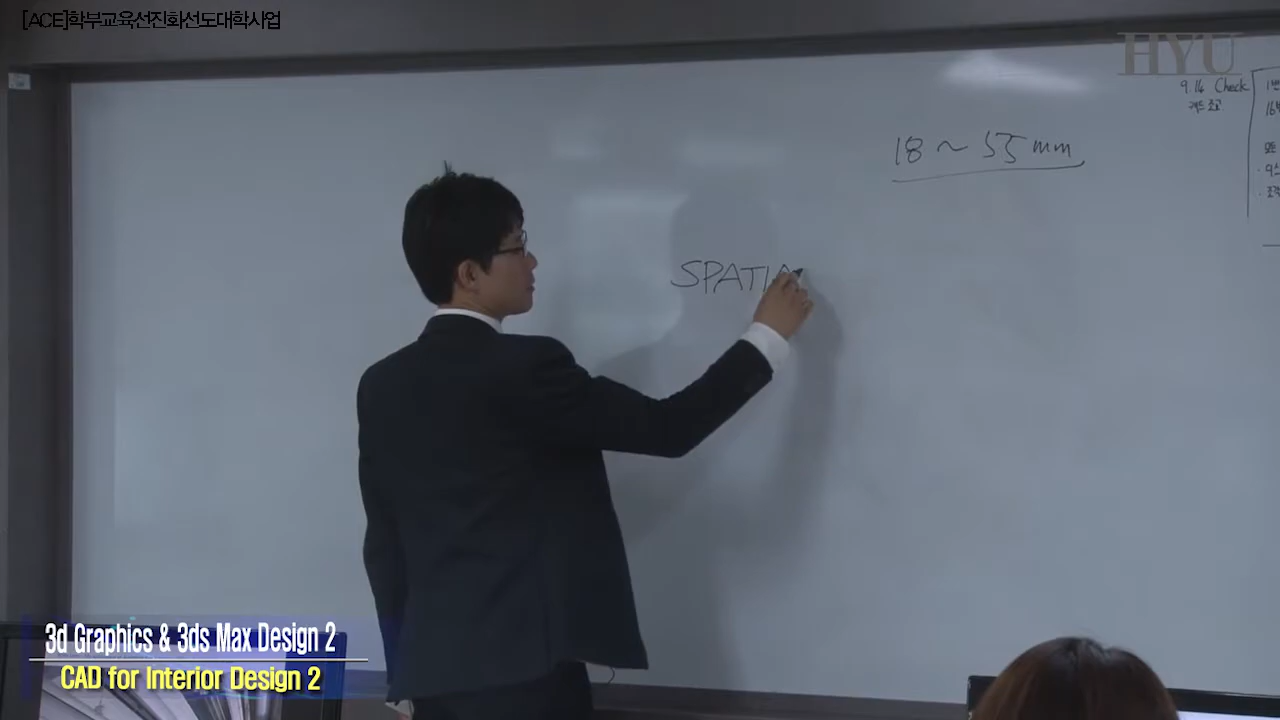 [ACE]학부교육선진화선도대학사업
HYU
9.16 Check
18 ~ 55 mm
SPATIA
3d Graphics & 3ds Max Design 2
CAD for Interior Design 2